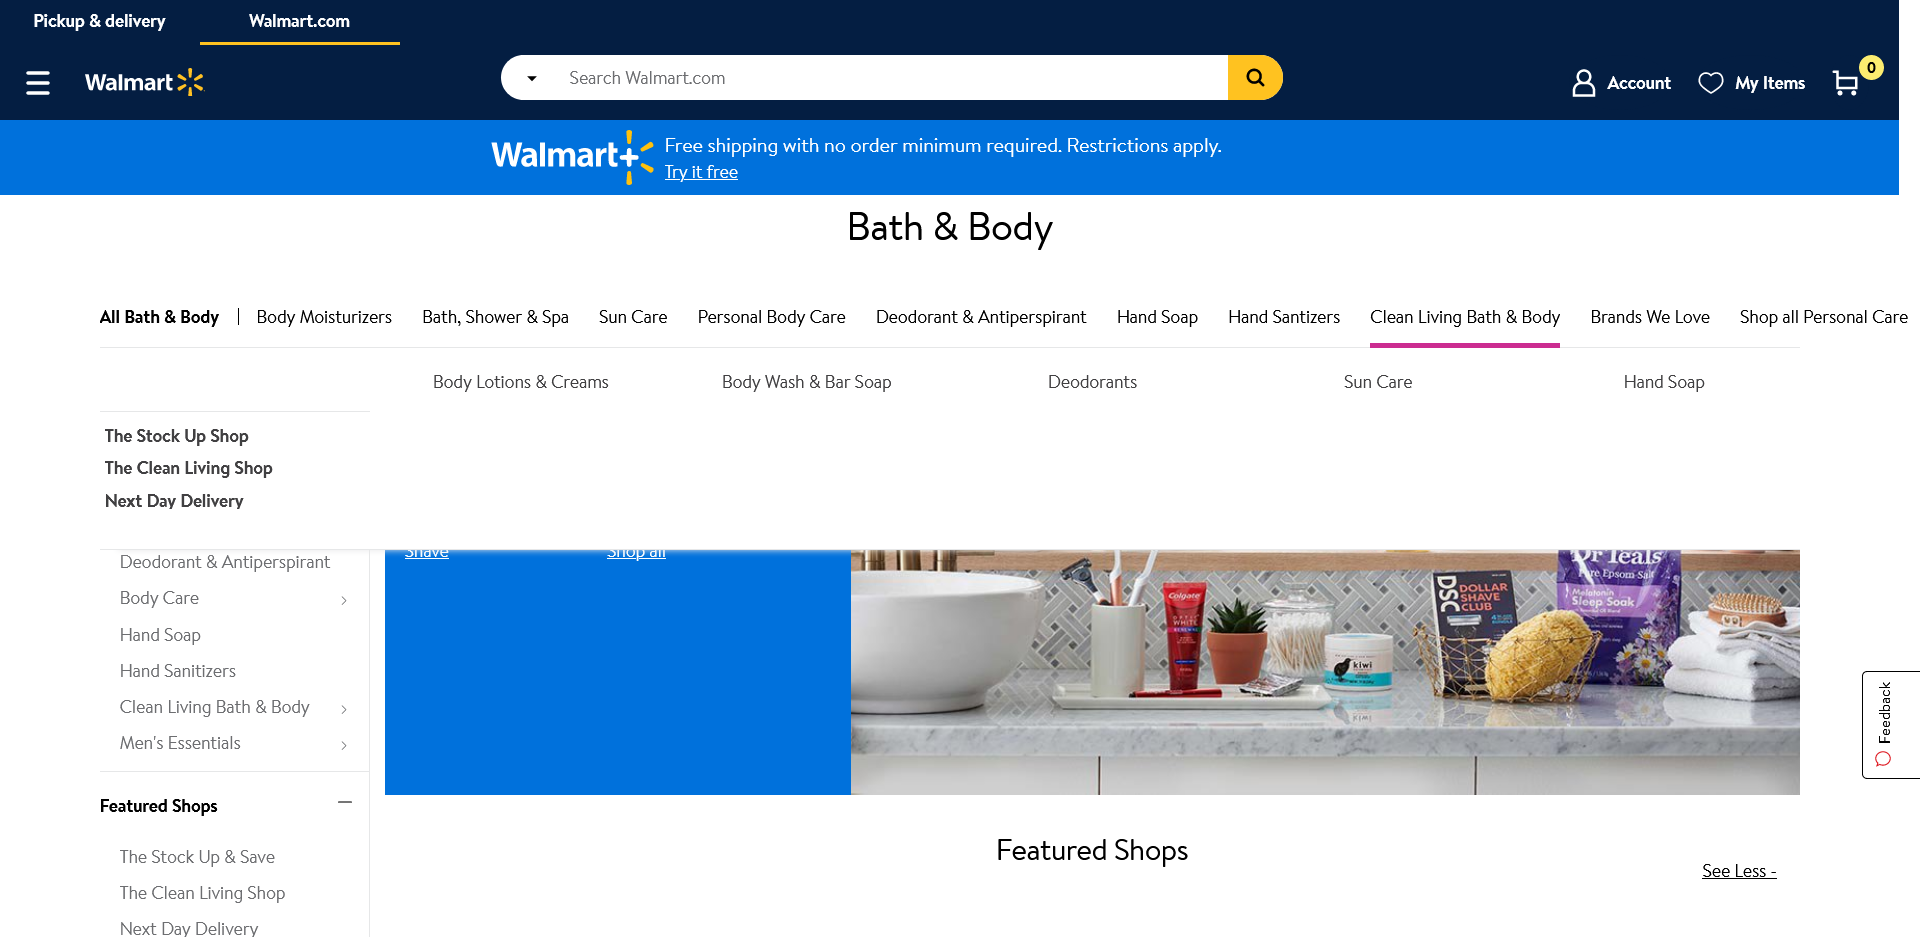 Pickup & delivery
Walmart.com
Walmart
Search Walmart.com
Account
My Items
0
Walmart+
Free shipping with no order minimum required. Restrictions apply.
Try it free
Bath & Body
All Bath & Body
Body Moisturizers
Bath, Shower & Spa
Sun Care
Personal Body Care
Deodorant & Antiperspirant
Hand Soap
Hand Santizers
Clean Living Bath & Body
Brands We Love
Shop all Personal Care
Body Lotions & Creams
Body Wash & Bar Soap
Deodorants
Sun Care
Hand Soap
The Stock Up Shop
The Clean Living Shop
Next Day Delivery
Shave
Shop all
Deodorant & Antiperspirant
Body Care
Hand Soap
Hand Sanitizers
Clean Living Bath & Body
Men's Essentials
Colgate
OPTIC
WHITE
kiwi
DSC
DOLLAR
SHAVE
CLUB
Dr Teals
Pure Epsom Salt
Melatonin
Sleep Soak
Feedback
Featured Shops
The Stock Up & Save
The Clean Living Shop
Next Day Delivery
Featured Shops
See Less -